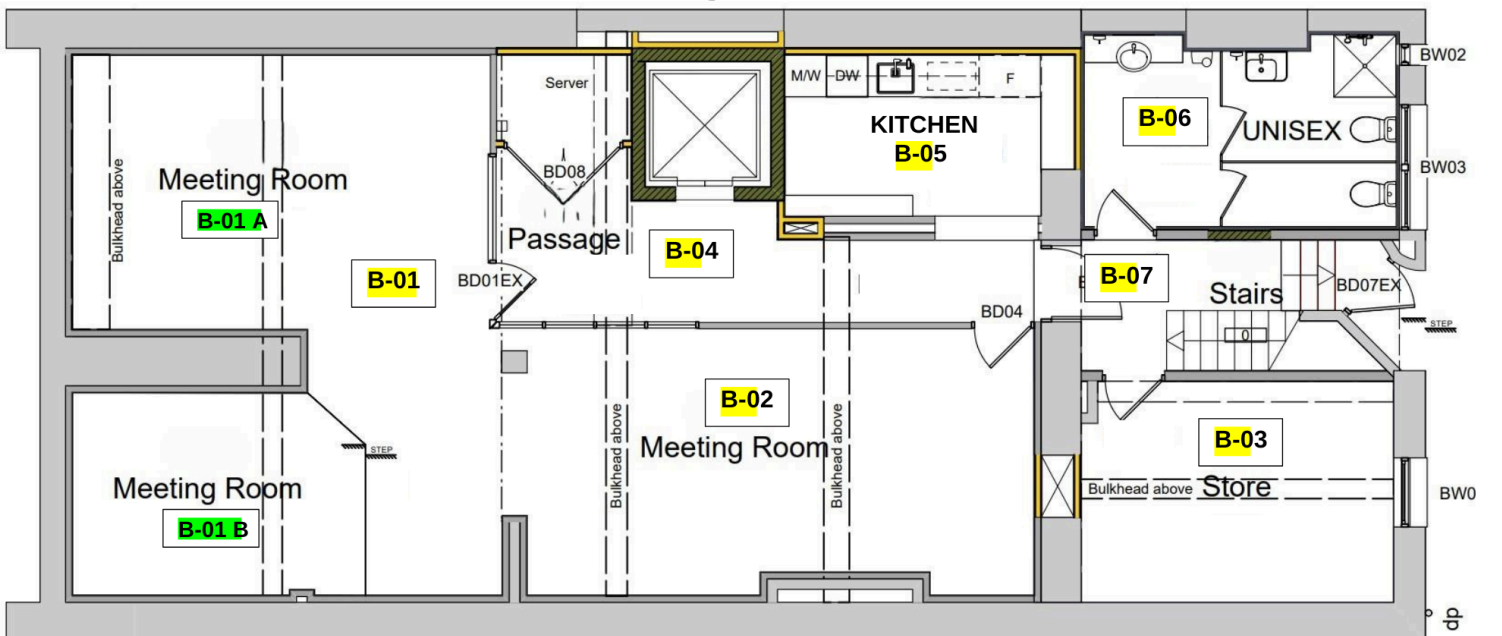 BW02
Server
M/W
DW
F
KITCHEN
B-05
B-06
UNISEX
BW03
BD08
Meeting Room
B-01 A
Bulkhead above
Passage
B-04
B-01
BD01EX
B-07
Stairs
BD07EX
BD04
0
STEP
B-02
Meeting Room
Bulkhead above
Bulkhead above
B-03
Bulkhead above
Store
STEP
Meeting Room
B-01 B
BW0
dp